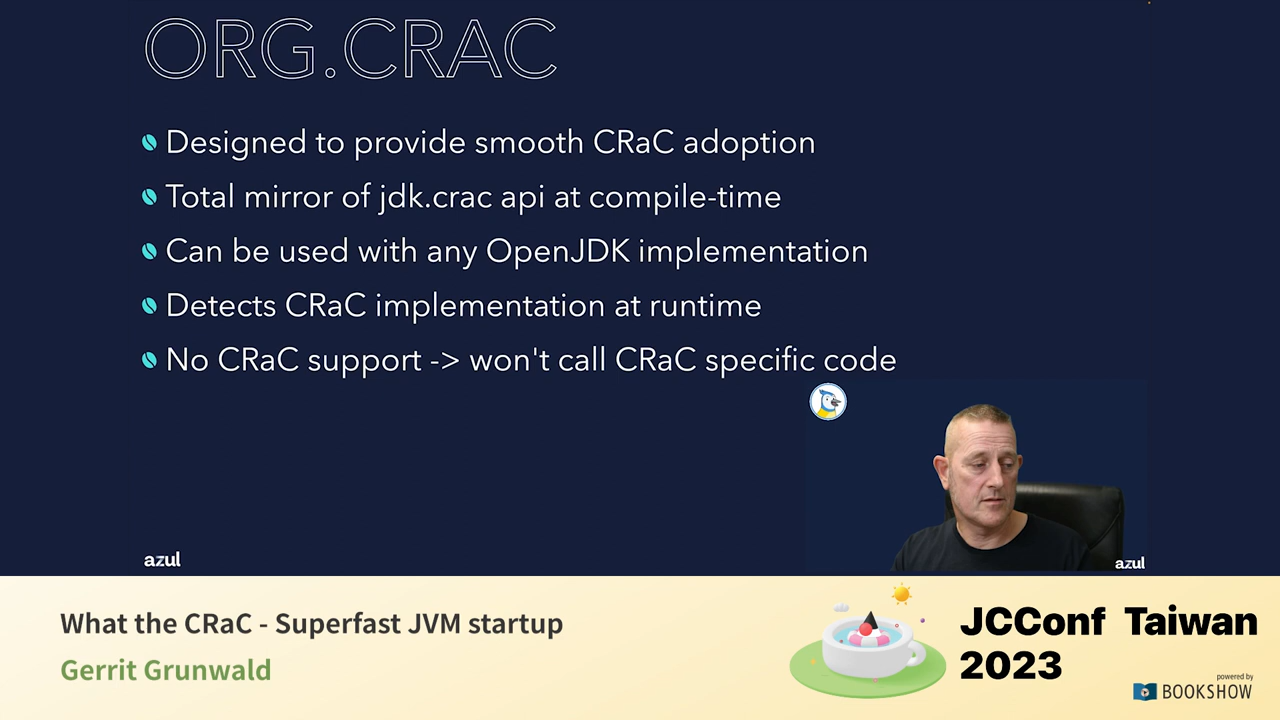 ORG.CRAC
Designed to provide smooth CRaC adoption
Total mirror of jdk.crac api at compile-time
Can be used with any OpenJDK implementation
Detects CRaC implementation at runtime
No CRaC support -> won't call CRaC specific code
azul
azul
What the CRaC - Superfast JVM startup
Gerrit Grunwald
JCConf Taiwan
2023
powered by
BOOKSHOW